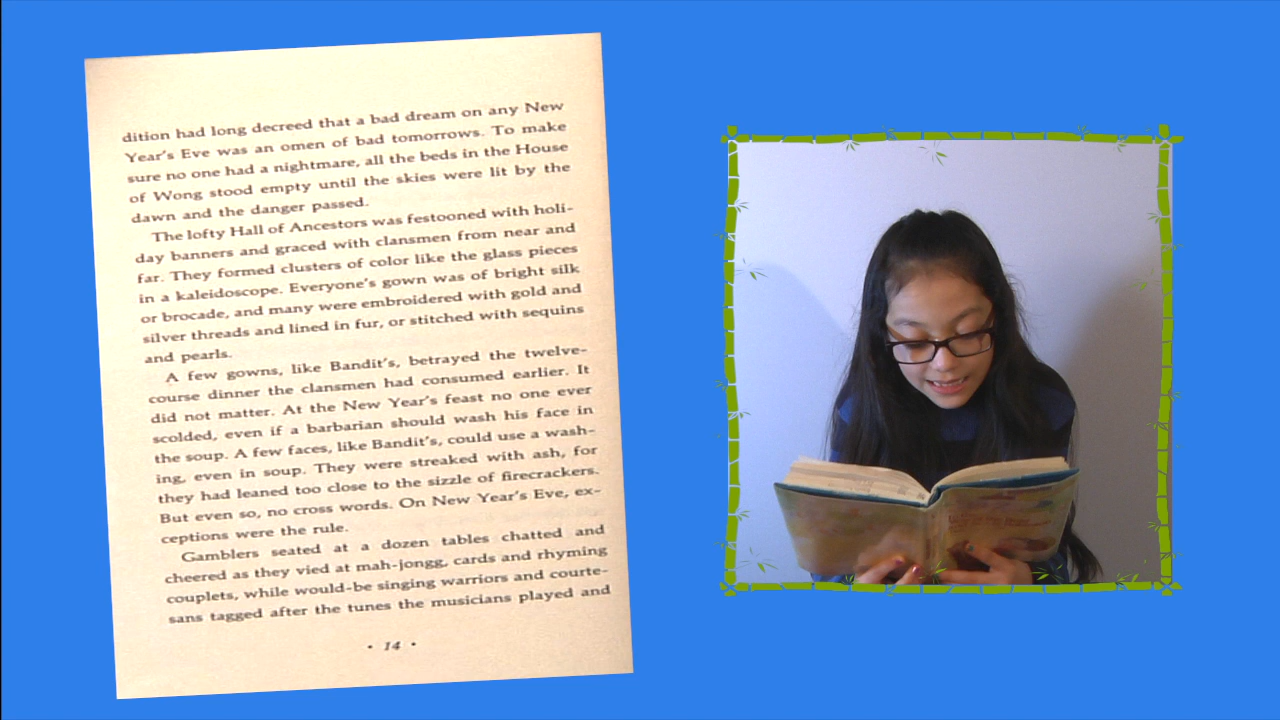 dition had long decreed that a bad dream on any New
Year's Eve was an omen of bad tomorrows. To make
sure no one had a nightmare, all the beds in the House
of Wong stood empty until the skies were lit by the
dawn and the danger passed.
The lofty Hall of Ancestors was festooned with holi-
day banners and graced with clansmen from near and
far. They formed clusters of color like the glass pieces
in a kaleidoscope. Everyone's gown was of bright silk
or brocade, and many were embroidered with gold and
silver threads and lined in fur, or stitched with sequins
and pearls.
A few gowns, like Bandit's, betrayed the twelve-
course dinner the clansmen had consumed earlier. It
did not matter. At the New Year's feast no one ever
scolded, even if a barbarian should wash his face in
the soup. A few faces, like Bandit's, could use a wash-
ing, even in soup. They were streaked with ash, for
they had leaned too close to the sizzle of firecrackers.
But even so, no cross words. On New Year's Eve, ex-
ceptions were the rule.
Gamblers seated at a dozen tables chatted and
cheered as they vied at mah-jongg, cards and rhyming
couplets, while would-be singing warriors and courte-
sans tagged after the tunes the musicians played and
• 14 •